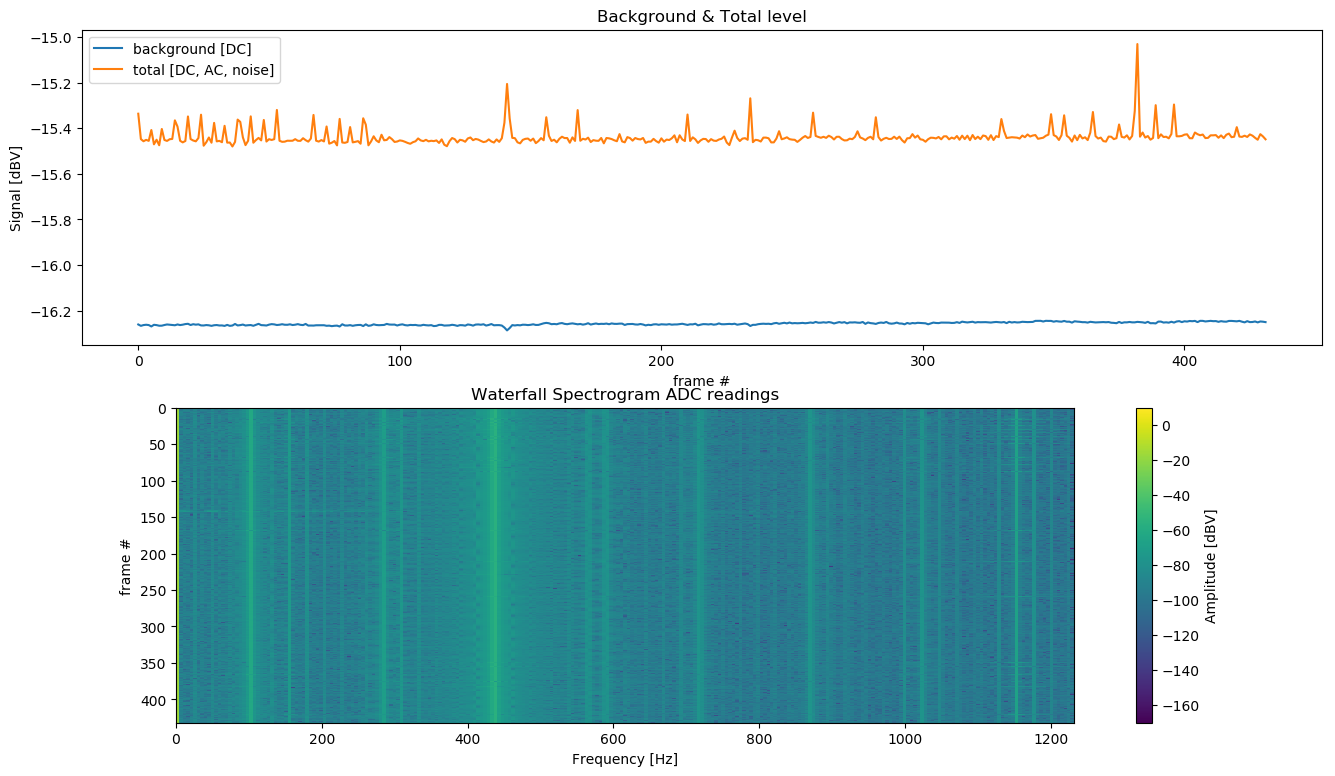 Background & Total level
−15.0
−15.2
−15.4
−15.6
−15.8
−16.0
−16.2
Signal [dBV]
background [DC]
total [DC, AC, noise]
0 100 200 300 400
frame #
Waterfall Spectrogram ADC readings
0
50
100
150
200
250
300
350
400
frame #
0 200 400 600 800 1000 1200
Frequency [Hz]
0
−20
−40
−60
−80
−100
−120
−140
−160
Amplitude [dBV]